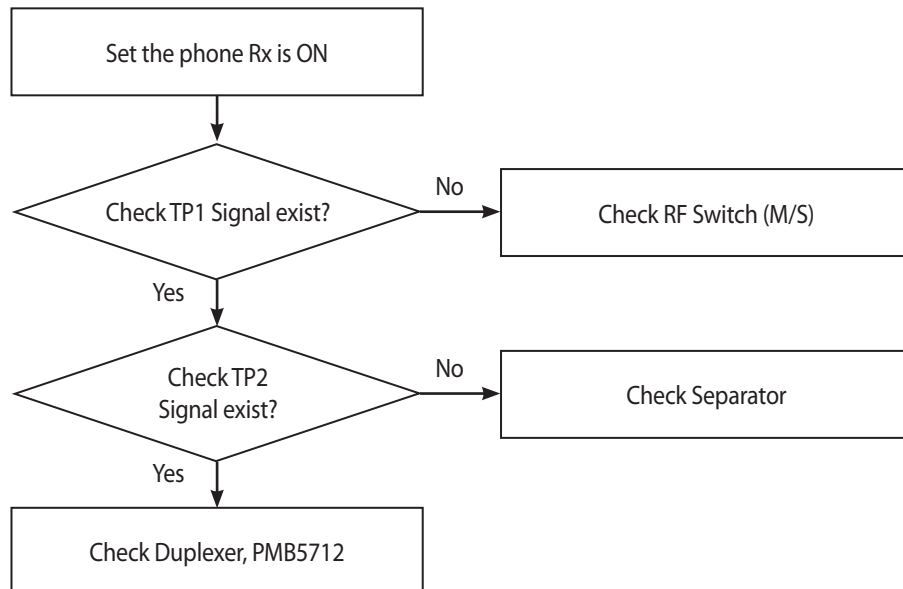 Set the phone Rx is ON
Check TP1 Signal exist?
No
Check RF Switch (M/S)
Yes
Check TP2
Signal exist?
No
Check Separator
Yes
Check Duplexer, PMB5712